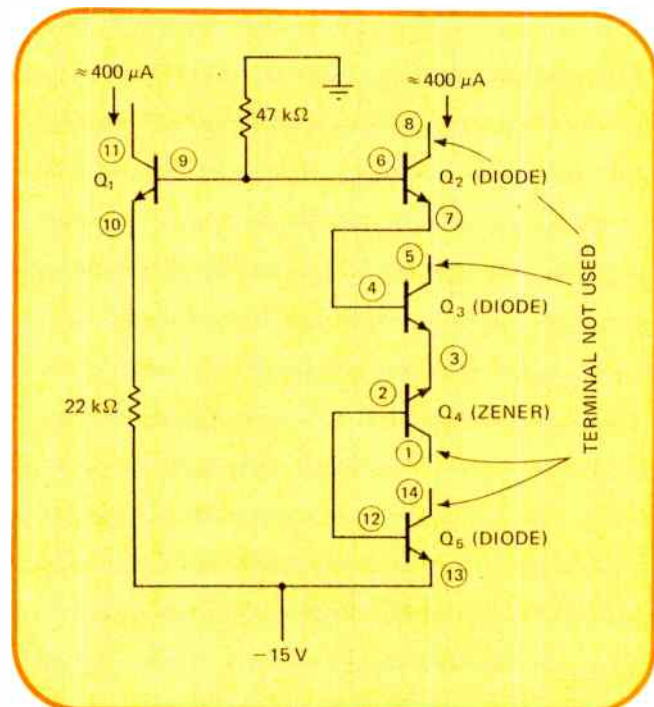 ≈400 µA
≈400 µA
47 kΩ
8
11
9
6
Q1
Q2 (DIODE)
10
7
5
4
Q3 (DIODE)
3
2
22 kΩ
Q4 (ZENER)
1
14
12
Q5 (DIODE)
13
−15 V
TERMINAL NOT USED